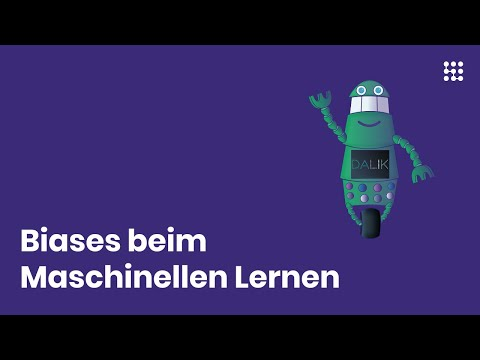 DALIK
Biases beim
Maschinellen Lernen